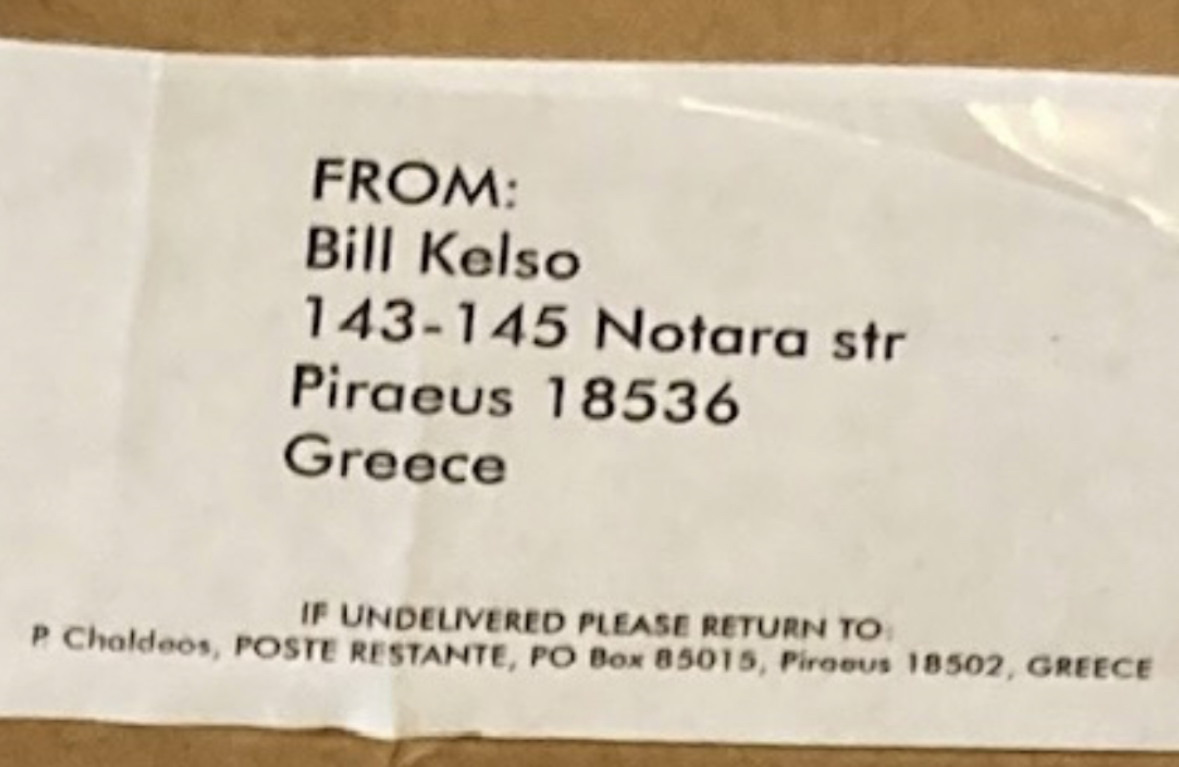 FROM:
Bill Kelso
143-145 Notara str
Piraeus 18536
Greece
IF UNDELIVERED PLEASE RETURN TO:
P. Chaldeos, POSTE RESTANTE, PO Box 85015, Piraeus 18502, GREECE